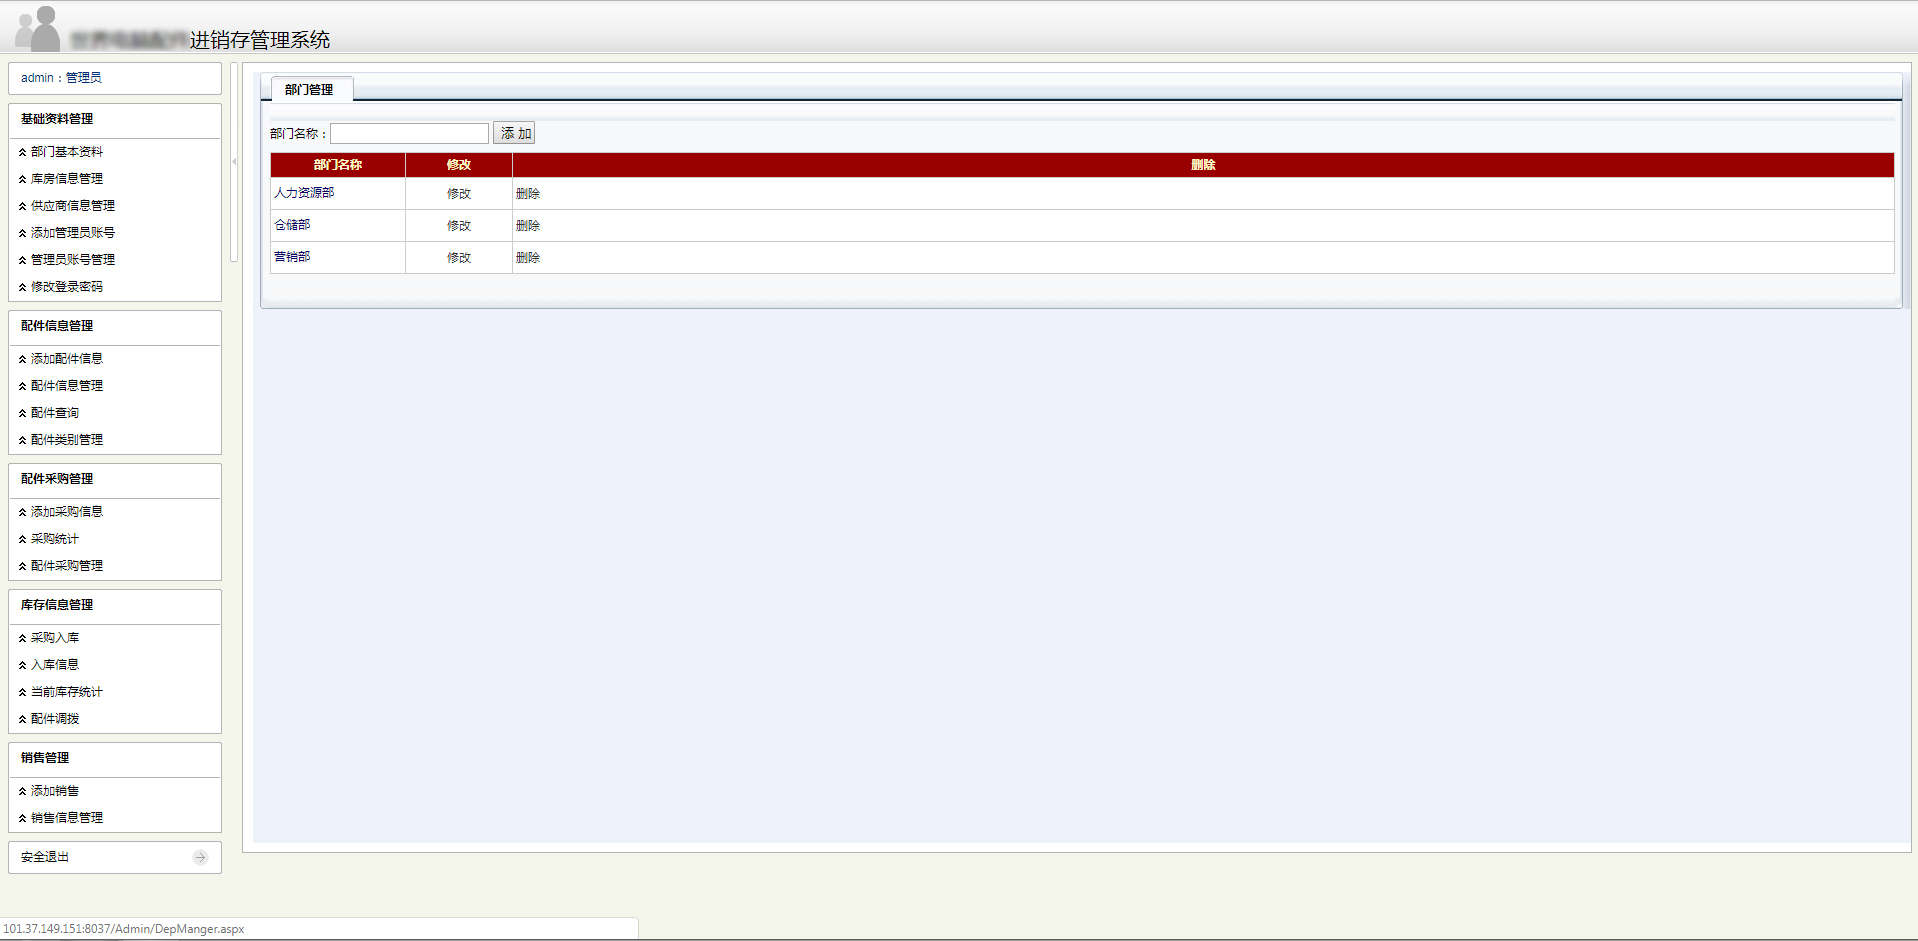 进销存管理系统
admin：管理员
基础资料管理
部门基本资料
库房信息管理
供应商信息管理
添加管理员账号
管理员账号管理
修改登录密码
配件信息管理
添加配件信息
配件信息管理
配件查询
配件类别管理
配件采购管理
添加采购信息
采购统计
配件采购管理
库存信息管理
采购入库
入库信息
当前库存统计
配件调拨
销售管理
添加销售
销售信息管理
安全退出
部门管理
部门名称： 添 加
部门名称 修改 删除
人力资源部 修改 删除
仓储部 修改 删除
营销部 修改 删除
101.37.149.151:8037/Admin/DepManger.aspx